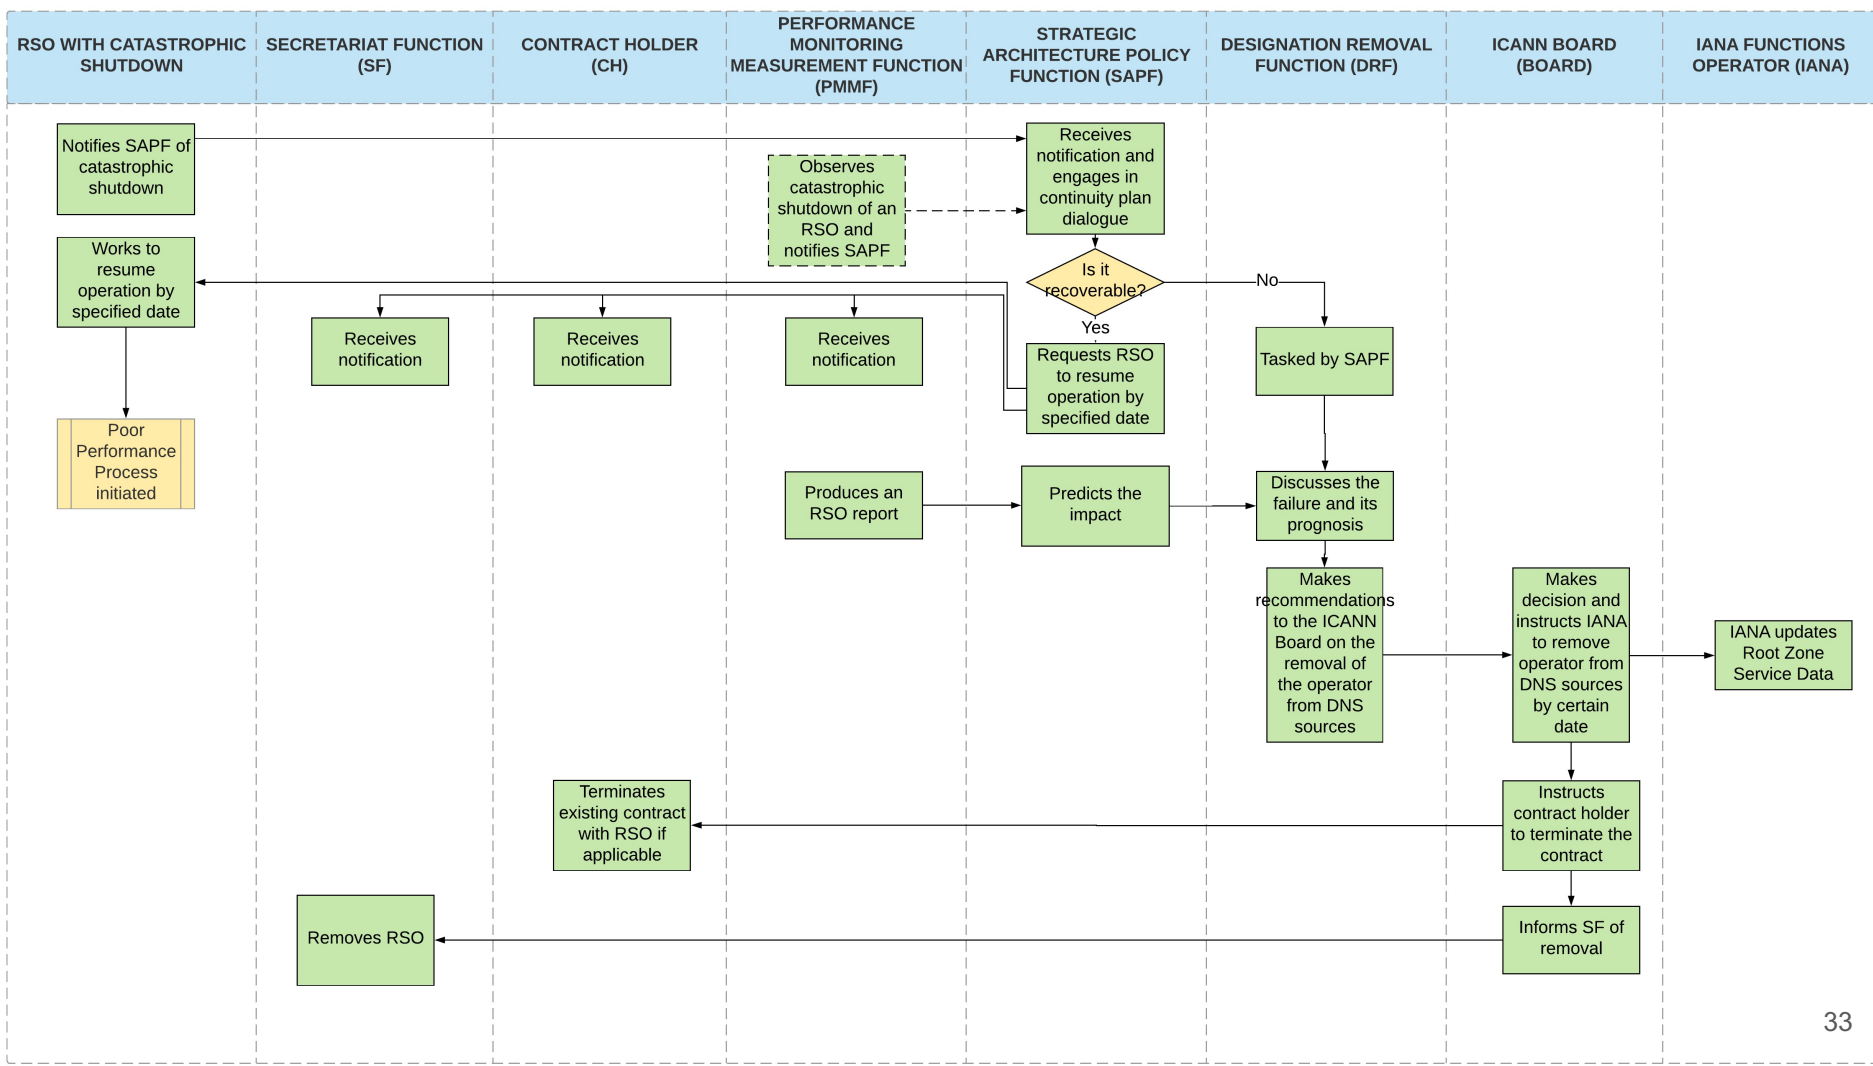 RSO WITH CATASTROPHIC
SHUTDOWN
SECRETARIAT FUNCTION
(SF)
CONTRACT HOLDER
(CH)
PERFORMANCE
MONITORING
MEASUREMENT FUNCTION
(PMMF)
STRATEGIC
ARCHITECTURE POLICY
FUNCTION (SAPF)
DESIGNATION REMOVAL
FUNCTION (DRF)
ICANN BOARD
(BOARD)
IANA FUNCTIONS
OPERATOR (IANA)
Notifies SAPF of
catastrophic
shutdown
Observes
catastrophic
shutdown of an
RSO and
notifies SAPF
Receives
notification and
engages in
continuity plan
dialogue
Works to
resume
operation by
specified date
Is it
recoverable?
No
Yes
Receives
notification
Receives
notification
Receives
notification
Requests RSO
to resume
operation by
specified date
Tasked by SAPF
Poor
Performance
Process
initiated
Produces an
RSO report
Predicts the
impact
Discusses the
failure and its
prognosis
Makes
recommendations
to the ICANN
Board on the
removal of
the operator
from DNS
sources
Makes
decision and
instructs IANA
to remove
operator from
DNS sources
by certain
date
IANA updates
Root Zone
Service Data
Terminates
existing contract
with RSO if
applicable
Instructs
contract holder
to terminate the
contract
Removes RSO
Informs SF of
removal
33